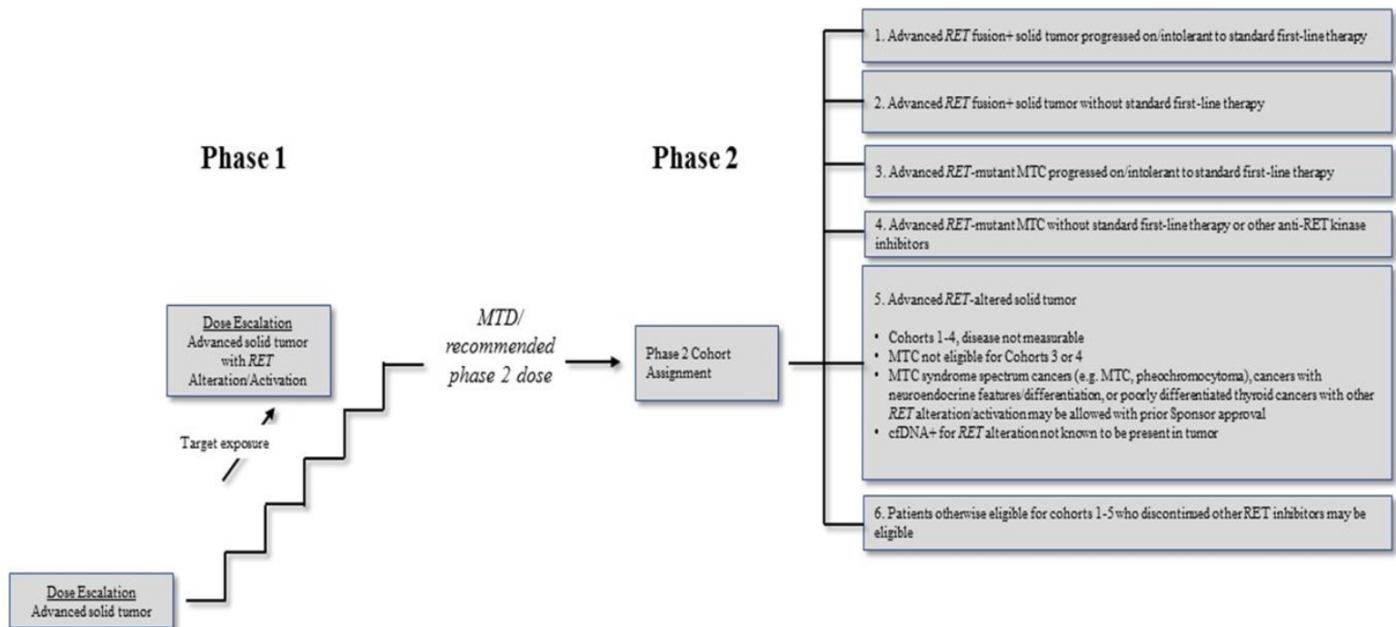 Phase 1
Dose Escalation
Advanced solid tumor
with RET
Alteration/Activation
Target exposure
Dose Escalation
Advanced solid tumor
MTD/
recommended
phase 2 dose
Phase 2
Phase 2 Cohort
Assignment
1. Advanced RET fusion+ solid tumor progressed on/intolerant to standard first-line therapy
2. Advanced RET fusion+ solid tumor without standard first-line therapy
3. Advanced RET-mutant MTC progressed on/intolerant to standard first-line therapy
4. Advanced RET-mutant MTC without standard first-line therapy or other anti-RET kinase
inhibitors
5. Advanced RET-altered solid tumor
• Cohorts 1-4, disease not measurable
• MTC not eligible for Cohorts 3 or 4
• MTC syndrome spectrum cancers (e.g. MTC, pheochromocytoma), cancers with
neuroendocrine features/differentiation, or poorly differentiated thyroid cancers with other
RET alteration/activation may be allowed with prior Sponsor approval
• cfDNA+ for RET alteration not known to be present in tumor
6. Patients otherwise eligible for cohorts 1-5 who discontinued other RET inhibitors may be
eligible